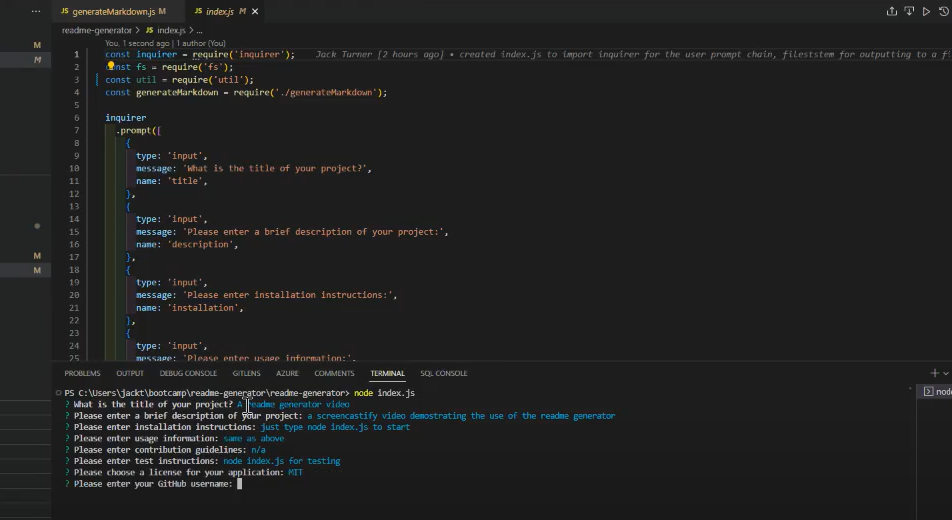 generateMarkdown.js M
index.js M
M
M
M
M
readme-generator > index.js > ...
You, 1 second ago | 1 author (You)
1 const inquirer = require('inquirer'); Jack Turner [2 hours ago] • created index.js to import inquirer for the user prompt chain, fileststem for outputting to a fi
2 const fs = require('fs');
3 const util = require('util');
4 const generateMarkdown = require('./generateMarkdown');
5
6 inquirer
7 .prompt([
8 {
9 type: 'input',
10 message: 'What is the title of your project?',
11 name: 'title',
12 },
13 {
14 type: 'input',
15 message: 'Please enter a brief description of your project:',
16 name: 'description',
17 },
18 {
19 type: 'input',
20 message: 'Please enter installation instructions:',
21 name: 'installation',
22 },
23 {
24 type: 'input',
25 message: 'Please enter usage information:',
PROBLEMS OUTPUT DEBUG CONSOLE GITLENS AZURE COMMENTS TERMINAL SQL CONSOLE
PS C:\Users\jackt\bootcamp\readme-generator\readme-generator> node index.js
? What is the title of your project? A readme generator video
? Please enter a brief description of your project: a screencastify video demostrating the use of the readme generator
? Please enter installation instructions: just type node index.js to start
? Please enter usage information: same as above
? Please enter contribution guidelines: n/a
? Please enter test instructions: node index.js for testing
? Please choose a license for your application: MIT
? Please enter your GitHub username:
node